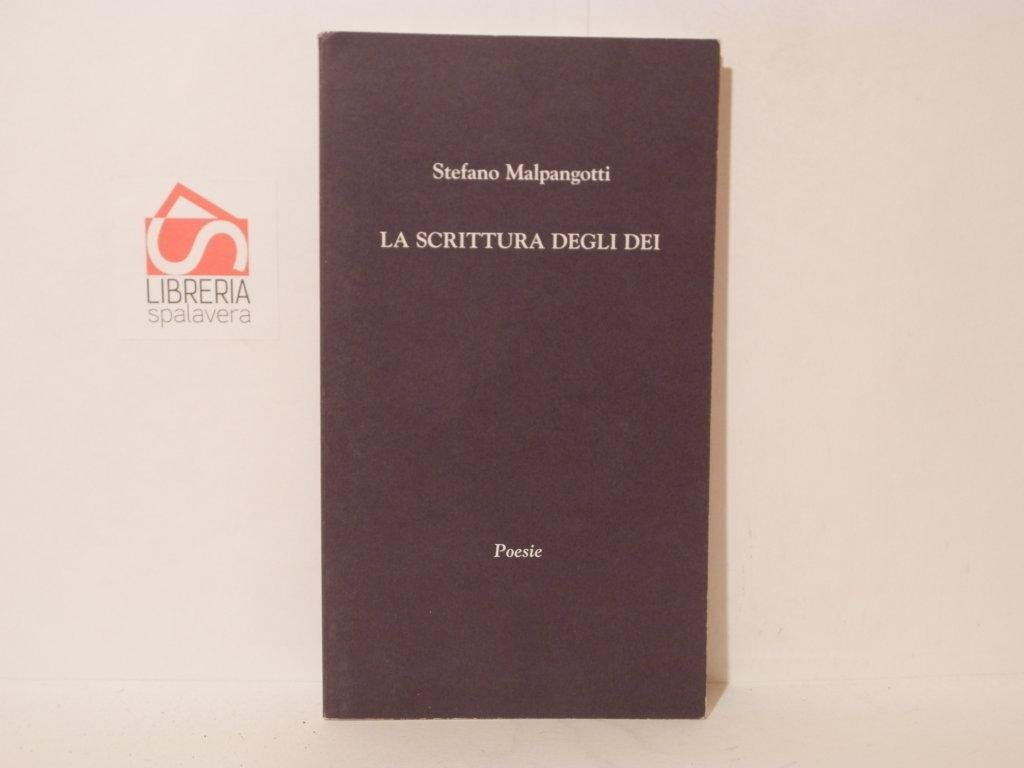 Stefano Malpangotti
LA SCRITTURA DEGLI DEI
Poesie
LIBRERIA
spalavera